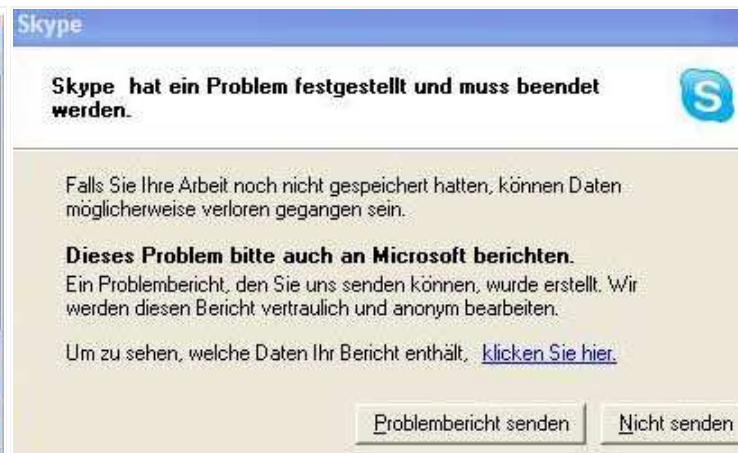 Skype
Skype hat ein Problem festgestellt und muss beendet
werden.
Falls Sie Ihre Arbeit noch nicht gespeichert hatten, können Daten
möglicherweise verloren gegangen sein.
Dieses Problem bitte auch an Microsoft berichten.
Ein Problembericht, den Sie uns senden können, wurde erstellt. Wir
werden diesen Bericht vertraulich und anonym bearbeiten.
Um zu sehen, welche Daten Ihr Bericht enthält, klicken Sie hier.
Problembericht senden Nicht senden